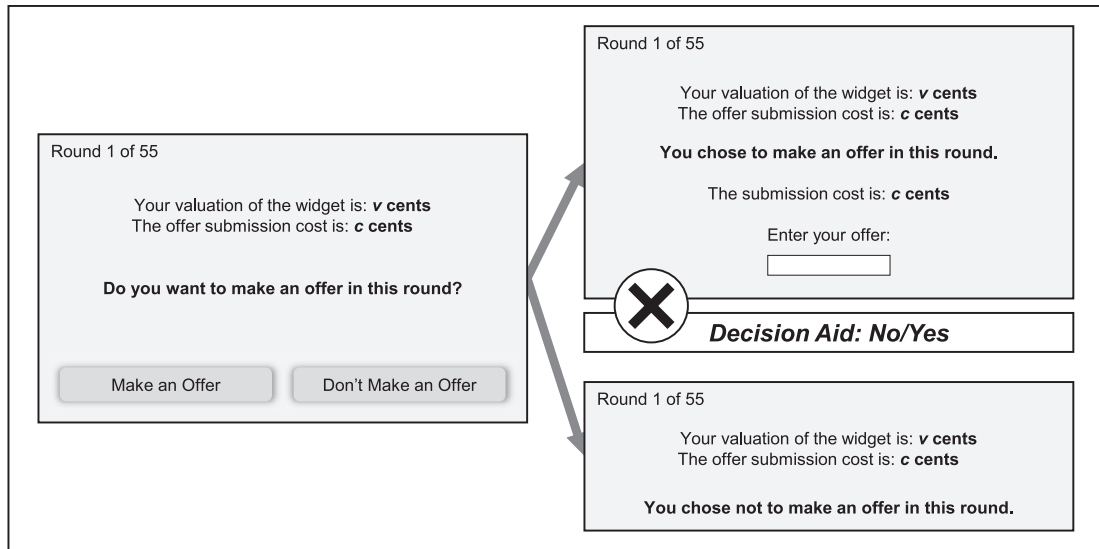 Round 1 of 55
Your valuation of the widget is: v cents
The offer submission cost is: c cents
Do you want to make an offer in this round?
Make an Offer
Don't Make an Offer
Round 1 of 55
Your valuation of the widget is: v cents
The offer submission cost is: c cents
You chose to make an offer in this round.
The submission cost is: c cents
Enter your offer:
Decision Aid: No/Yes
Round 1 of 55
Your valuation of the widget is: v cents
The offer submission cost is: c cents
You chose not to make an offer in this round.